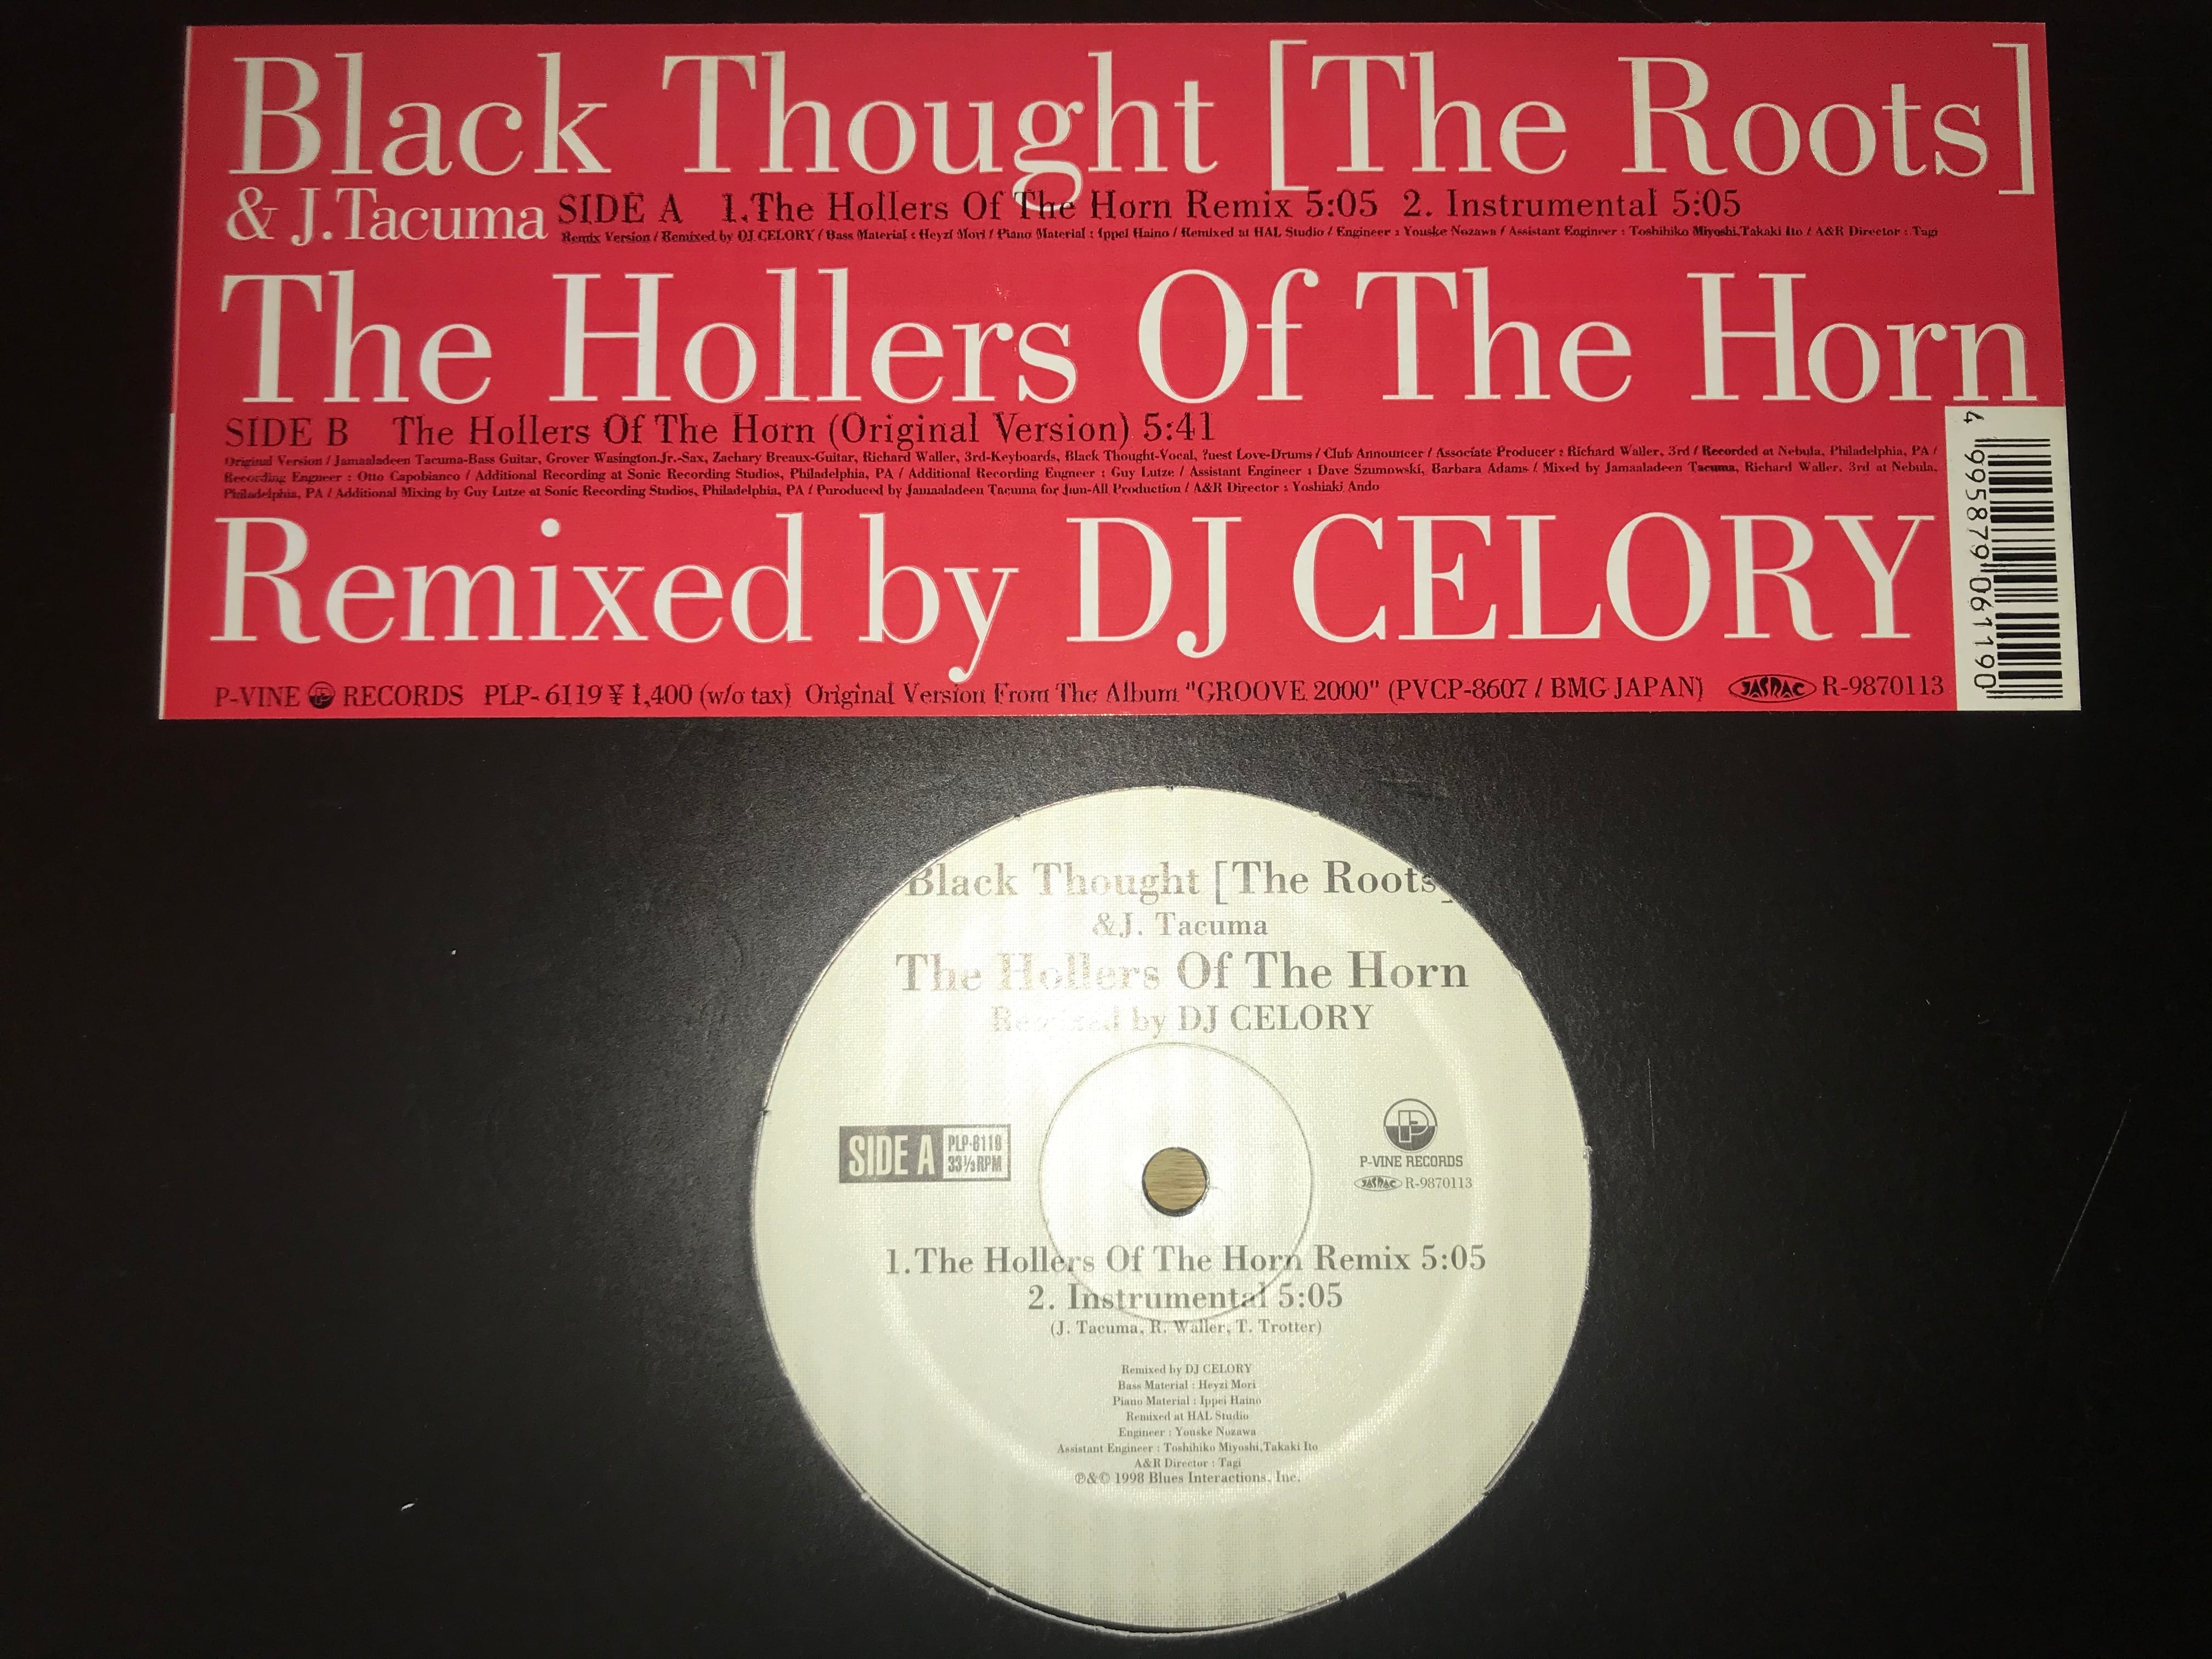 Black Thought [The Roots]
& J.Tacuma
SIDE A 1.The Hollers Of The Horn Remix 5:05 2. Instrumental 5:05
Remix Version / Remixed by DJ CELORY / Bass Material : Heyzi Mori / Piano Material : Ippei Haino / Remixed at HAL Studio / Engineer : Youske Nozawa / Assistant Engineer : Toshihiko Miyoshi,Takaki Ito / A&R Director : Tagi
The Hollers Of The Horn
SIDE B The Hollers Of The Horn (Original Version) 5:41
Original Version / Jamaaladeen Tacuma-Bass Guitar, Grover Wasington.Jr.-Sax, Zachary Breaux-Guitar, Richard Waller, 3rd-Keyboards, Black Thought-Vocal, ?uest Love-Drums / Club Announcer / Associate Producer : Richard Waller, 3rd / Recorded at Nebula, Philadelphia, PA /
Recording Engneer : Otto Capobianco / Additional Recording at Sonic Recording Studios, Philadelphia, PA / Additional Recording Engneer : Guy Lutze / Assistant Engineer : Dave Szumowski, Barbara Adams / Mixed by Jamaaladeen Tacuma, Richard Waller, 3rd at Nebula,
Philadelphia, PA / Additional Mixing by Guy Lutze at Sonic Recording Studios, Philadelphia, PA / Puroduced by Jamaaladeen Tacuma for Jam-All Production / A&R Director : Yoshiaki Ando
Remixed by DJ CELORY
4 995879 061190
P-VINE RECORDS PLP-6119 ¥ 1,400 (w/o tax) Original Version From The Album "GROOVE 2000" (PVCP-8607 / BMG JAPAN) JASRAC R-9870113
Black Thought [The Roots]
&J. Tacuma
The Hollers Of The Horn
Remixed by DJ CELORY
SIDE A PLP-6119
33⅓RPM
P-VINE RECORDS
JASRAC R-9870113
1.The Hollers Of The Horn Remix 5:05
2. Instrumental 5:05
(J. Tacuma, R. Waller, T. Trotter)
Remixed by DJ CELORY
Bass Material : Heyzi Mori
Piano Material : Ippei Haino
Remixed at HAL Studio
Engineer : Youske Nozawa
Assistant Engineer : Toshihiko Miyoshi,Takaki Ito
A&R Director : Tagi
℗&© 1998 Blues Interactions, Inc.